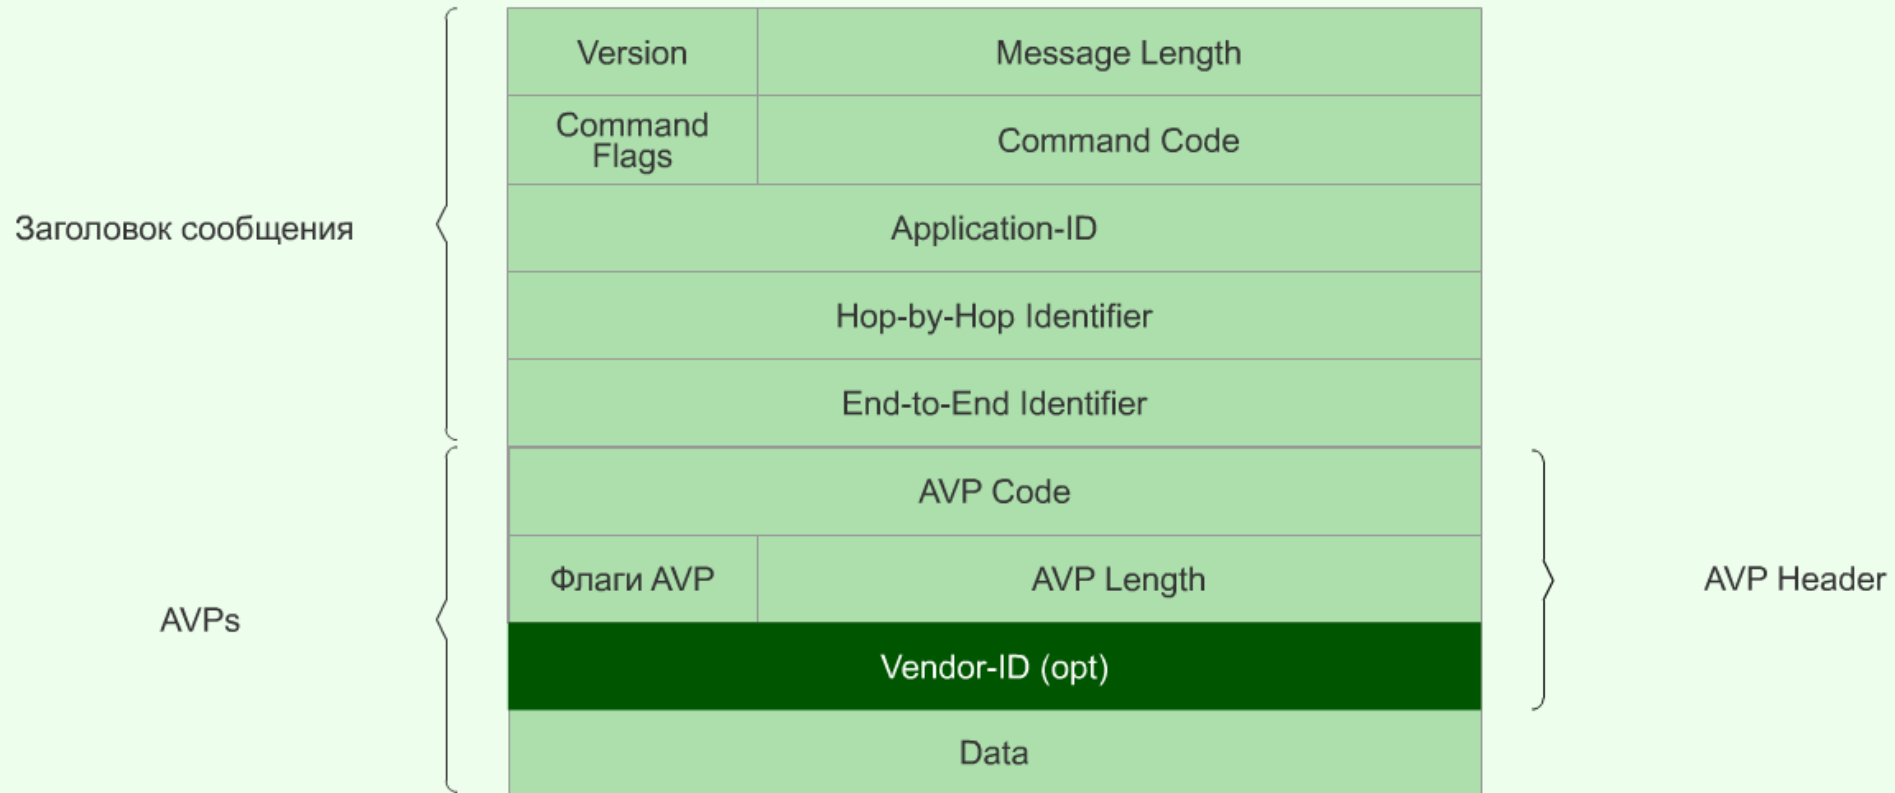 Version
Message Length
Command
Flags
Command Code
Заголовок сообщения
Application-ID
Hop-by-Hop Identifier
End-to-End Identifier
AVP Code
Флаги AVP
AVP Length
AVP Header
AVPs
Vendor-ID (opt)
Data